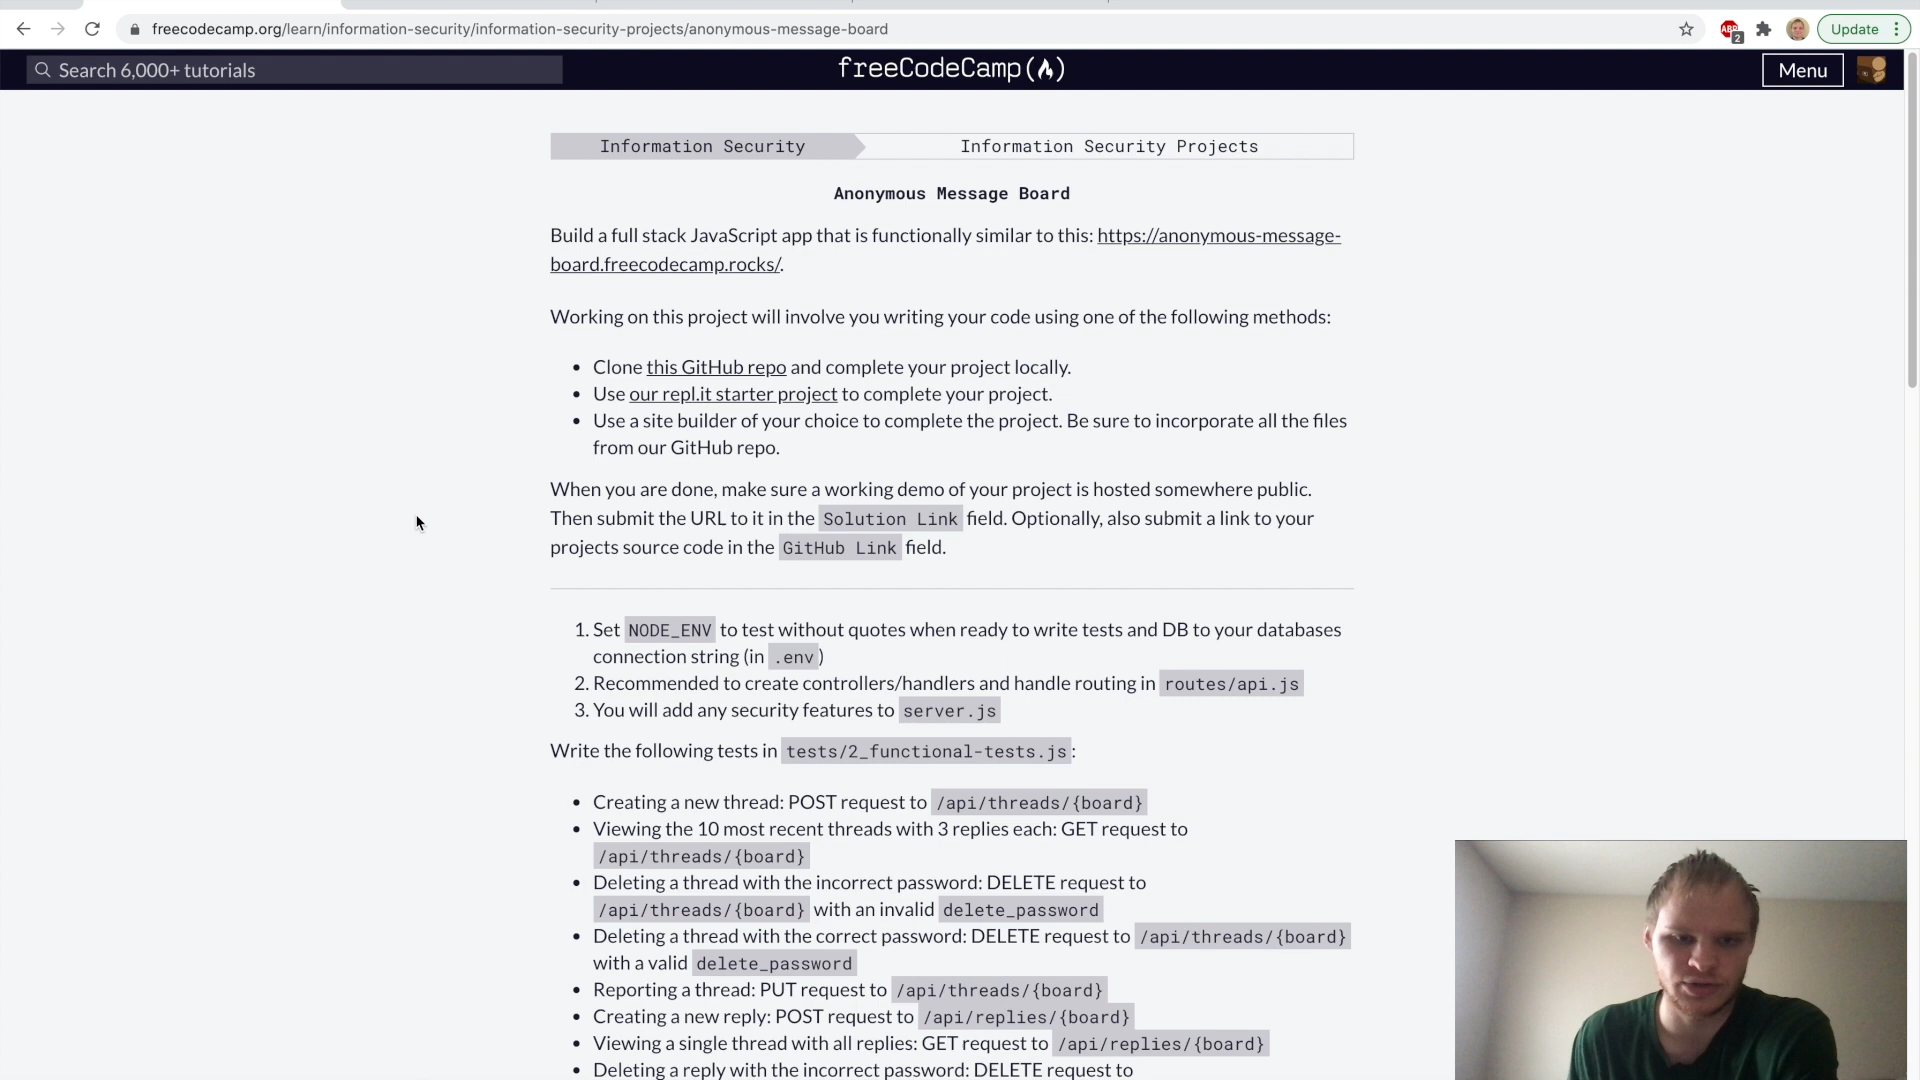 freecodecamp.org/learn/information-security/information-security-projects/anonymous-message-board
ABP
2
Update
Search 6,000+ tutorials
freeCodeCamp
Menu
Information Security
Information Security Projects
Anonymous Message Board
Build a full stack JavaScript app that is functionally similar to this: https://anonymous-message-
board.freecodecamp.rocks/.
Working on this project will involve you writing your code using one of the following methods:
• Clone this GitHub repo and complete your project locally.
• Use our repl.it starter project to complete your project.
• Use a site builder of your choice to complete the project. Be sure to incorporate all the files
from our GitHub repo.
When you are done, make sure a working demo of your project is hosted somewhere public.
Then submit the URL to it in the Solution Link field. Optionally, also submit a link to your
projects source code in the GitHub Link field.
1. Set NODE_ENV to test without quotes when ready to write tests and DB to your databases
connection string (in .env)
2. Recommended to create controllers/handlers and handle routing in routes/api.js
3. You will add any security features to server.js
Write the following tests in tests/2_functional-tests.js:
• Creating a new thread: POST request to /api/threads/{board}
• Viewing the 10 most recent threads with 3 replies each: GET request to
/api/threads/{board}
• Deleting a thread with the incorrect password: DELETE request to
/api/threads/{board} with an invalid delete_password
• Deleting a thread with the correct password: DELETE request to /api/threads/{board}
with a valid delete_password
• Reporting a thread: PUT request to /api/threads/{board}
• Creating a new reply: POST request to /api/replies/{board}
• Viewing a single thread with all replies: GET request to /api/replies/{board}
• Deleting a reply with the incorrect password: DELETE request to